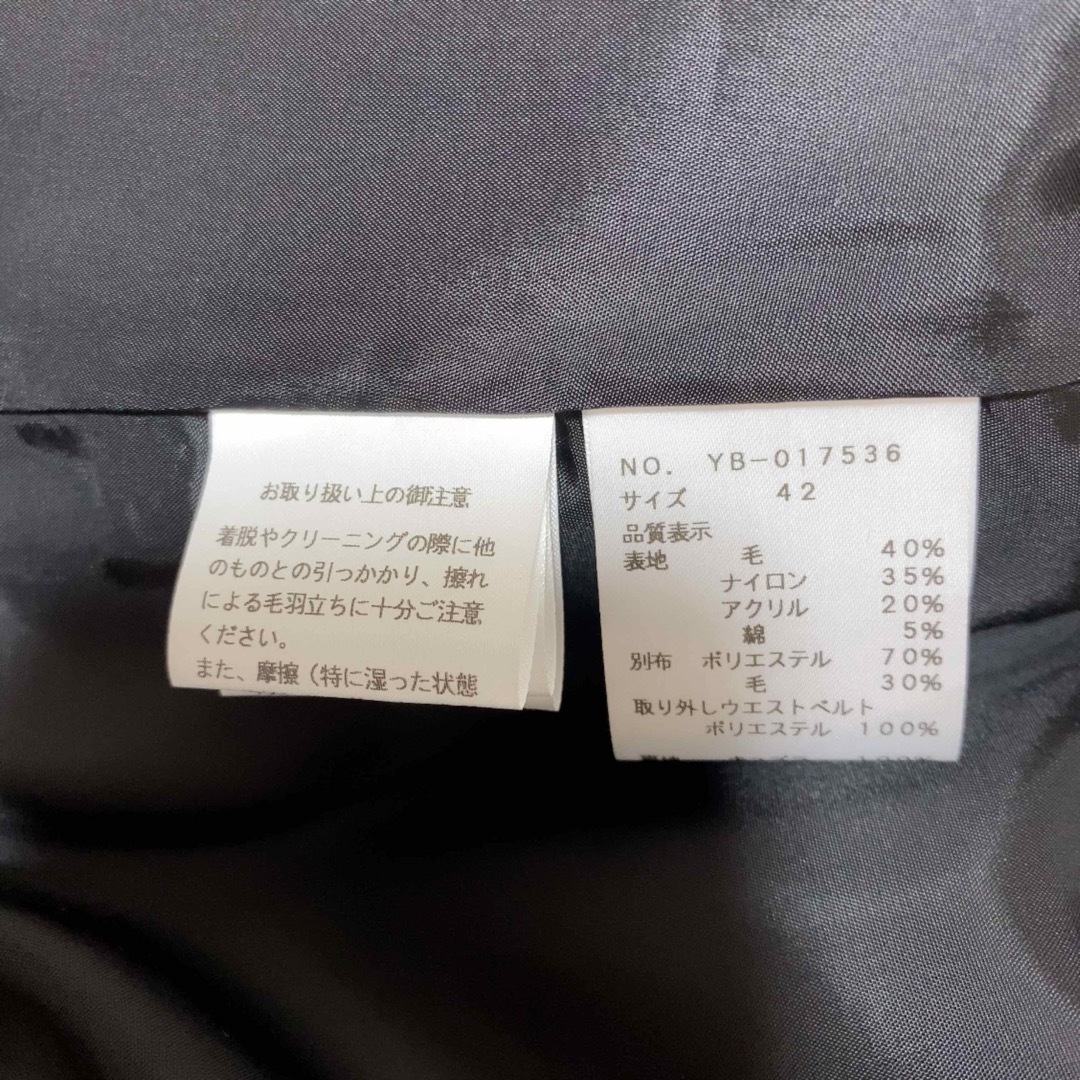 お取り扱い上の御注意
着脱やクリーニングの際に他
のものとの引っかかり、擦れ
による毛羽立ちに十分ご注意
ください。
また、摩擦（特に湿った状態
NO. YB-017536
サイズ 42
品質表示
表地 毛 40%
ナイロン 35%
アクリル 20%
綿 5%
別布 ポリエステル 70%
毛 30%
取り外しウエストベルト
ポリエステル 100%